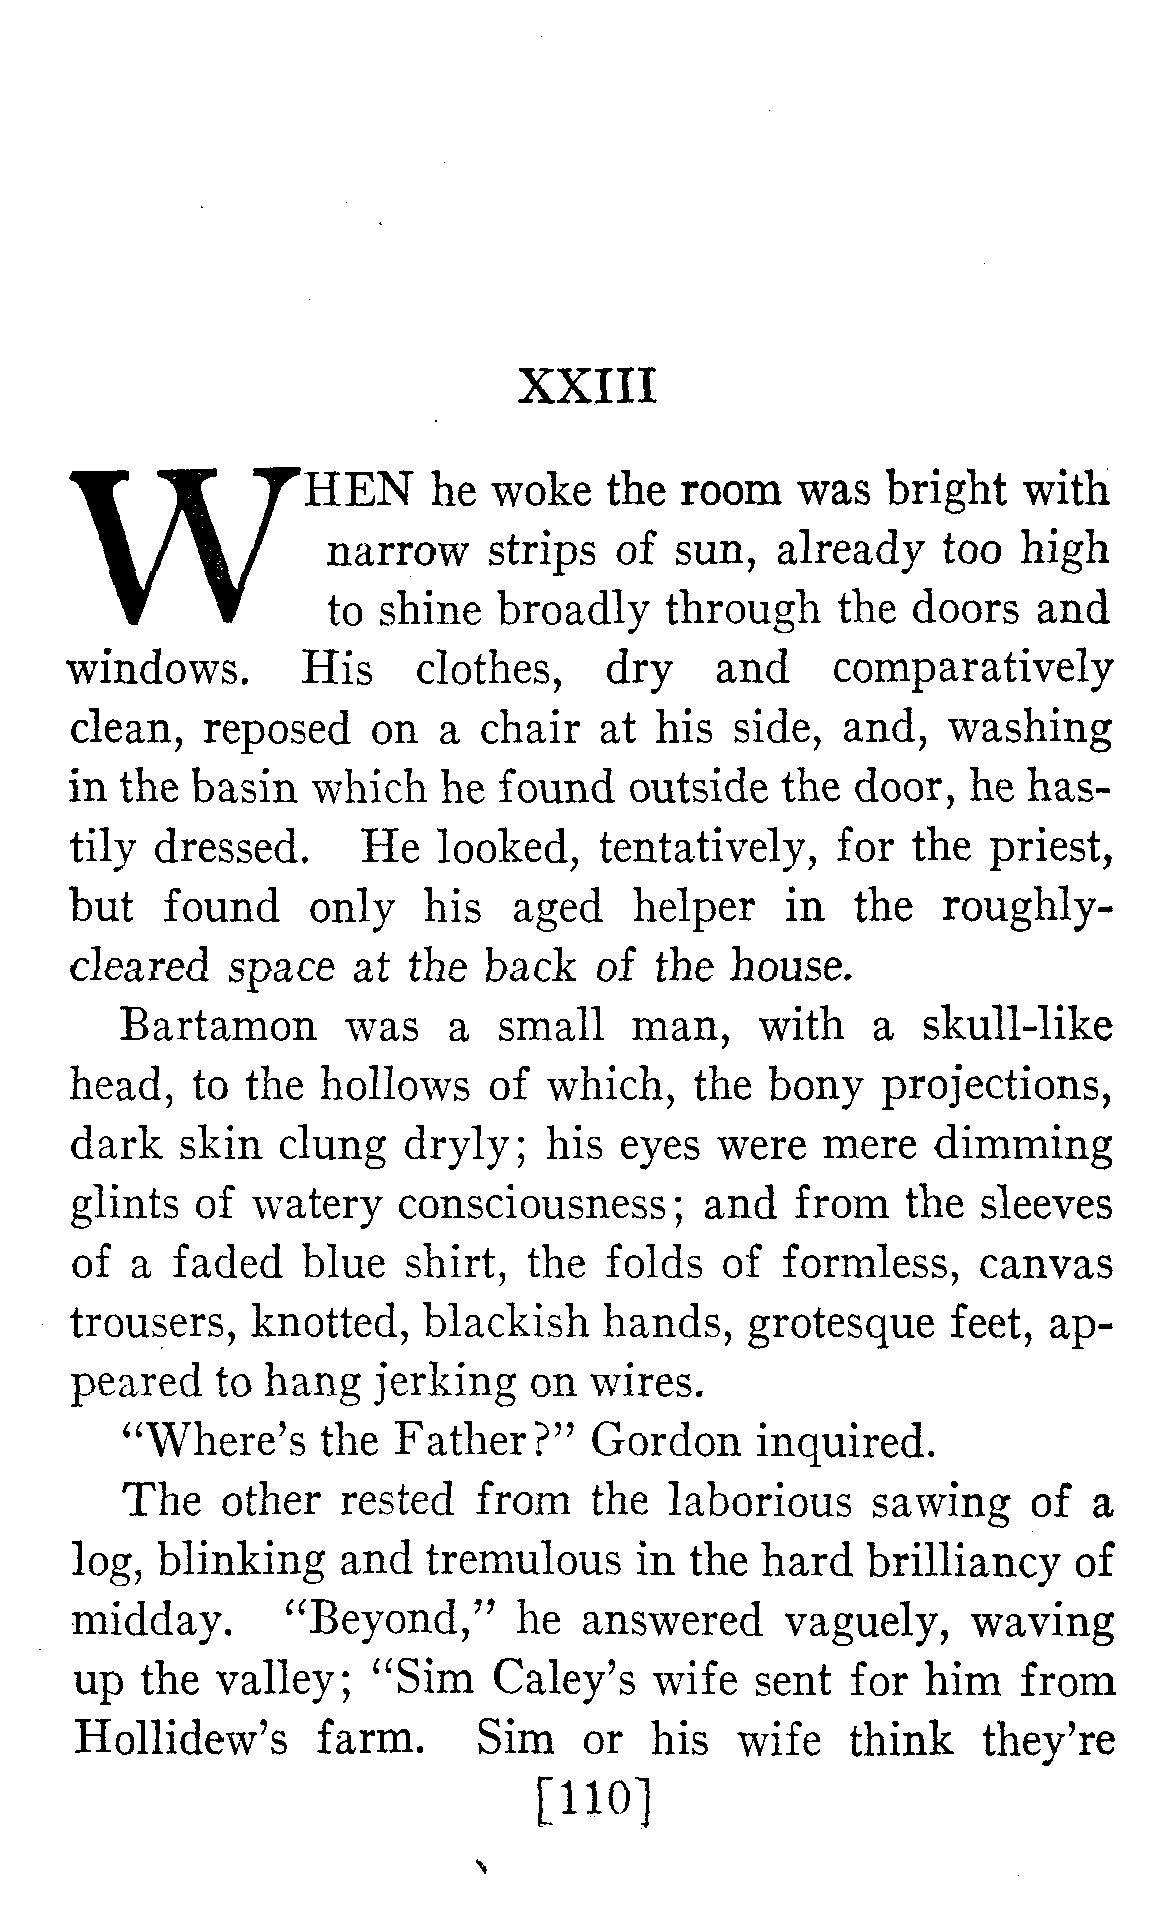 XXIII
WHEN he woke the room was bright with
narrow strips of sun, already too high
to shine broadly through the doors and
windows. His clothes, dry and comparatively
clean, reposed on a chair at his side, and, washing
in the basin which he found outside the door, he has-
tily dressed. He looked, tentatively, for the priest,
but found only his aged helper in the roughly-
cleared space at the back of the house.
Bartamon was a small man, with a skull-like
head, to the hollows of which, the bony projections,
dark skin clung dryly; his eyes were mere dimming
glints of watery consciousness; and from the sleeves
of a faded blue shirt, the folds of formless, canvas
trousers, knotted, blackish hands, grotesque feet, ap-
peared to hang jerking on wires.
“Where’s the Father?” Gordon inquired.
The other rested from the laborious sawing of a
log, blinking and tremulous in the hard brilliancy of
midday. “Beyond,” he answered vaguely, waving
up the valley; “Sim Caley’s wife sent for him from
Hollidew’s farm. Sim or his wife think they’re
[110]